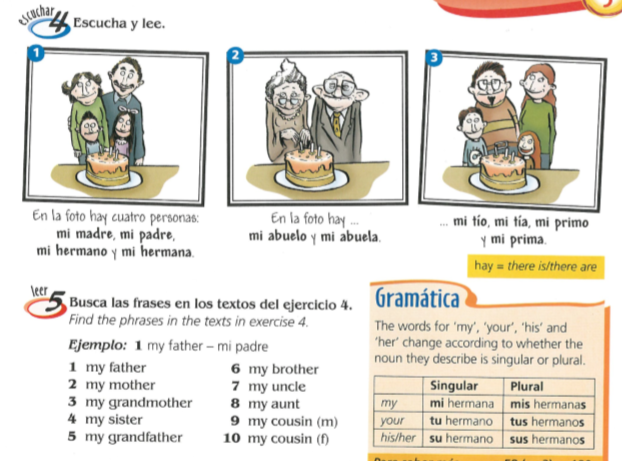 escuchar
4 Escucha y lee.
1
2
3
En la foto hay cuatro personas:
mi madre, mi padre,
mi hermano y mi hermana.
En la foto hay ...
mi abuelo y mi abuela.
... mi tío, mi tía, mi primo
y mi prima.
hay = there is/there are
leer
5 Busca las frases en los textos del ejercicio 4.
Find the phrases in the texts in exercise 4.
Ejemplo: 1 my father – mi padre
1 my father
2 my mother
3 my grandmother
4 my sister
5 my grandfather
6 my brother
7 my uncle
8 my aunt
9 my cousin (m)
10 my cousin (f)
Gramática
The words for 'my', 'your', 'his' and
'her' change according to whether the
noun they describe is singular or plural.
Singular Plural
my mi hermana mis hermanas
your tu hermano tus hermanos
his/her su hermano sus hermanos